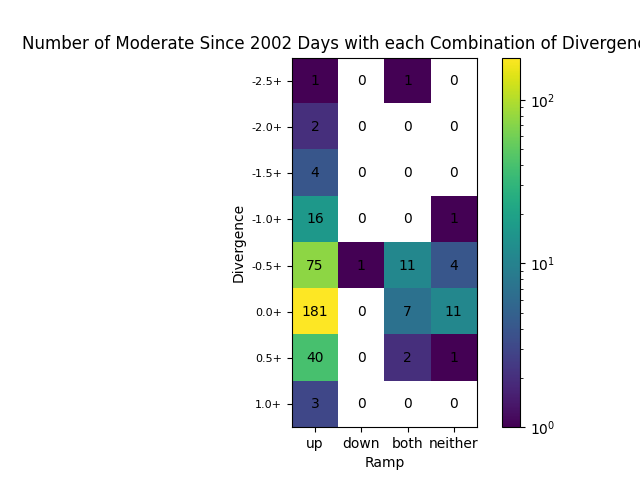 Number of Moderate Since 2002 Days with each Combination of Divergenc
-2.5+ 1 0 1 0
-2.0+ 2 0 0 0
-1.5+ 4 0 0 0
-1.0+ 16 0 0 1
-0.5+ 75 1 11 4
0.0+ 181 0 7 11
0.5+ 40 0 2 1
1.0+ 3 0 0 0
up down both neither
Ramp
Divergence
10²
10¹
10⁰